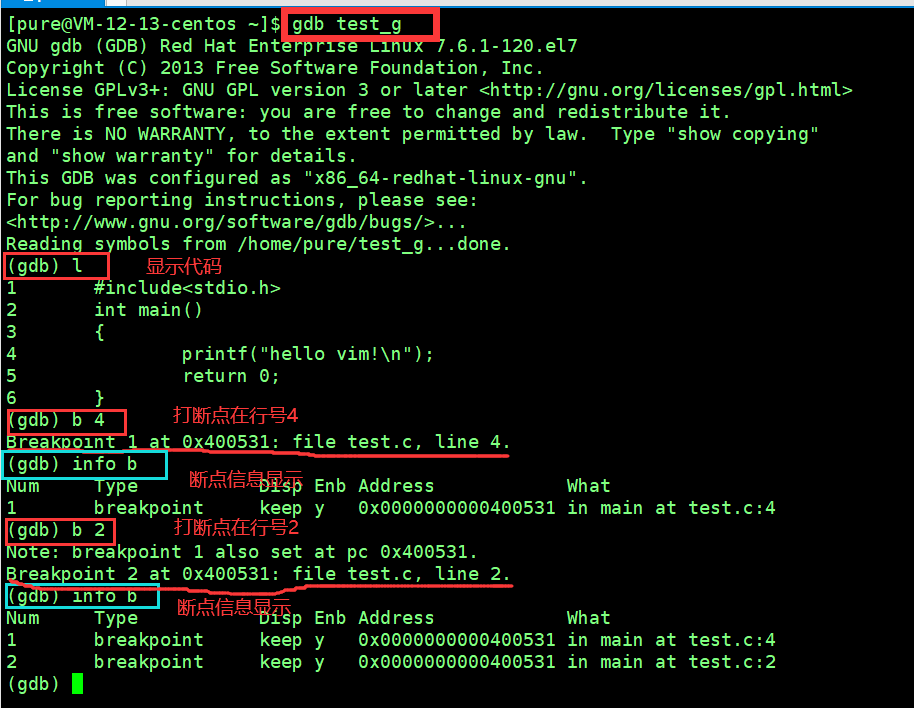 [pure@VM-12-13-centos ~]$ gdb test_g
GNU gdb (GDB) Red Hat Enterprise Linux 7.6.1-120.el7
Copyright (C) 2013 Free Software Foundation, Inc.
License GPLv3+: GNU GPL version 3 or later <http://gnu.org/licenses/gpl.html>
This is free software: you are free to change and redistribute it.
There is NO WARRANTY, to the extent permitted by law.  Type "show copying"
and "show warranty" for details.
This GDB was configured as "x86_64-redhat-linux-gnu".
For bug reporting instructions, please see:
<http://www.gnu.org/software/gdb/bugs/>...
Reading symbols from /home/pure/test_g...done.
(gdb) l 显示代码
1       #include<stdio.h>
2       int main()
3       {
4               printf("hello vim!\n");
5               return 0;
6       }
(gdb) b 4 打断点在行号4
Breakpoint 1 at 0x400531: file test.c, line 4.
(gdb) info b 断点信息显示
Num     Type           Disp Enb Address            What
1       breakpoint     keep y   0x0000000000400531 in main at test.c:4
(gdb) b 2 打断点在行号2
Note: breakpoint 1 also set at pc 0x400531.
Breakpoint 2 at 0x400531: file test.c, line 2.
(gdb) info b 断点信息显示
Num     Type           Disp Enb Address            What
1       breakpoint     keep y   0x0000000000400531 in main at test.c:4
2       breakpoint     keep y   0x0000000000400531 in main at test.c:2
(gdb)